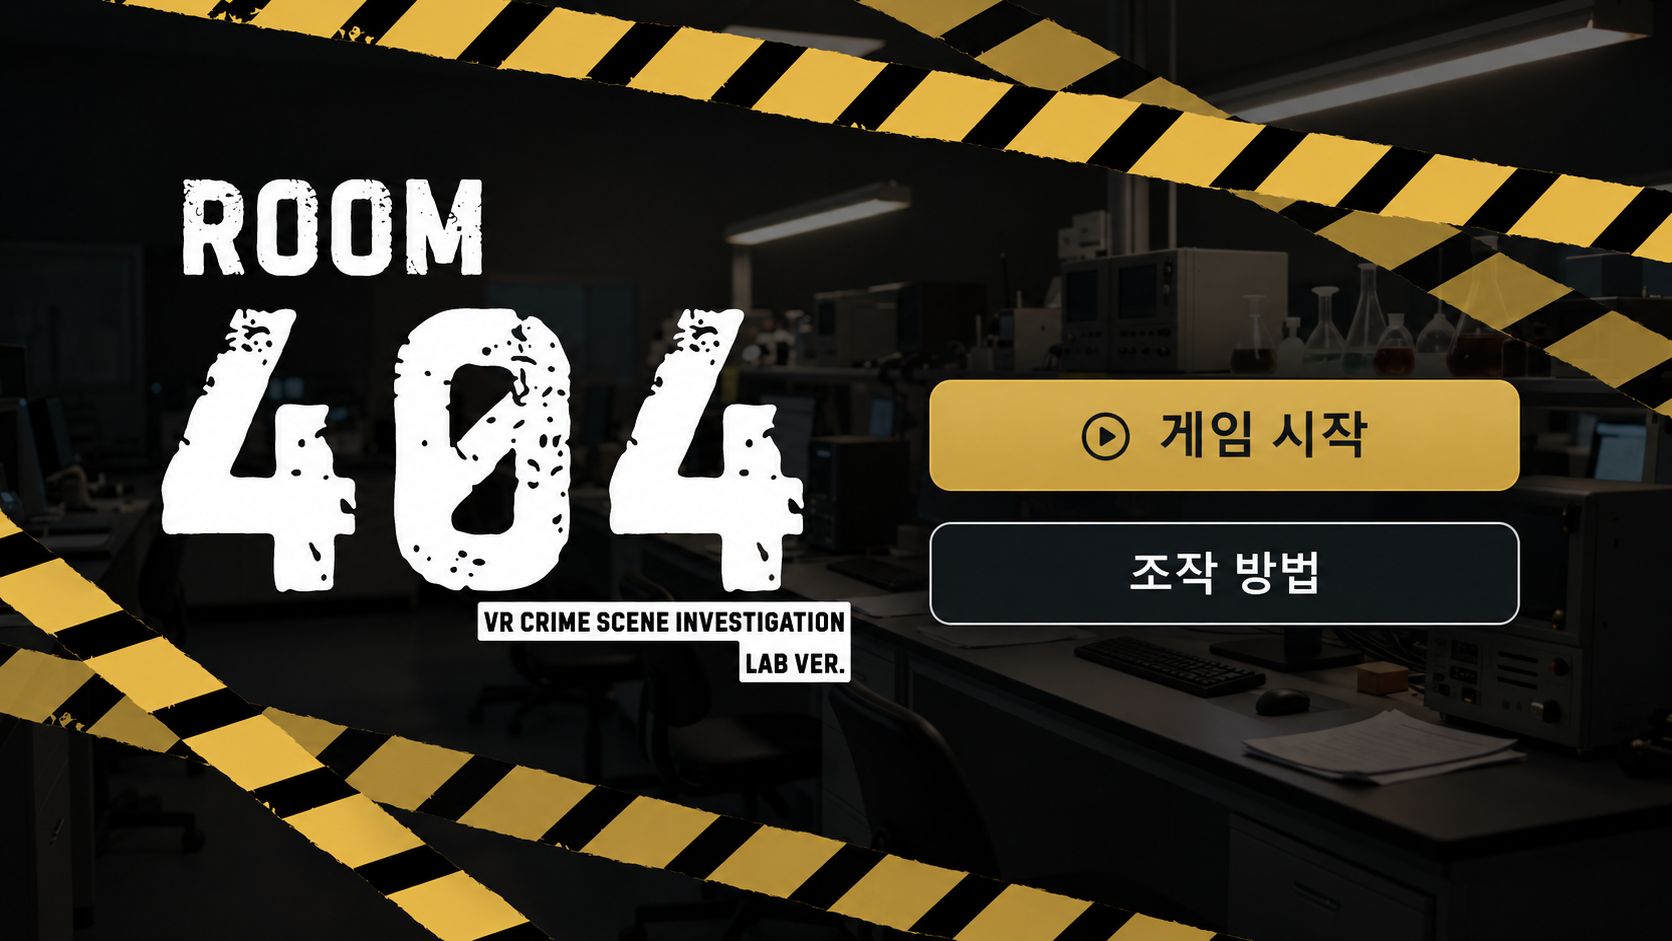 ROOM
404
VR CRIME SCENE INVESTIGATION
LAB VER.
게임 시작
조작 방법